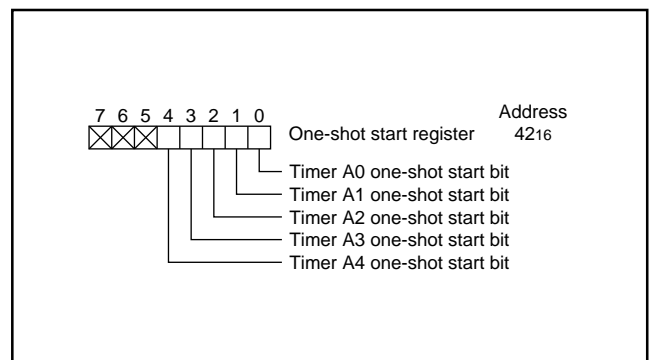 Address
7 6 5 4 3 2 1 0
One-shot start register 42₁₆
Timer A0 one-shot start bit
Timer A1 one-shot start bit
Timer A2 one-shot start bit
Timer A3 one-shot start bit
Timer A4 one-shot start bit